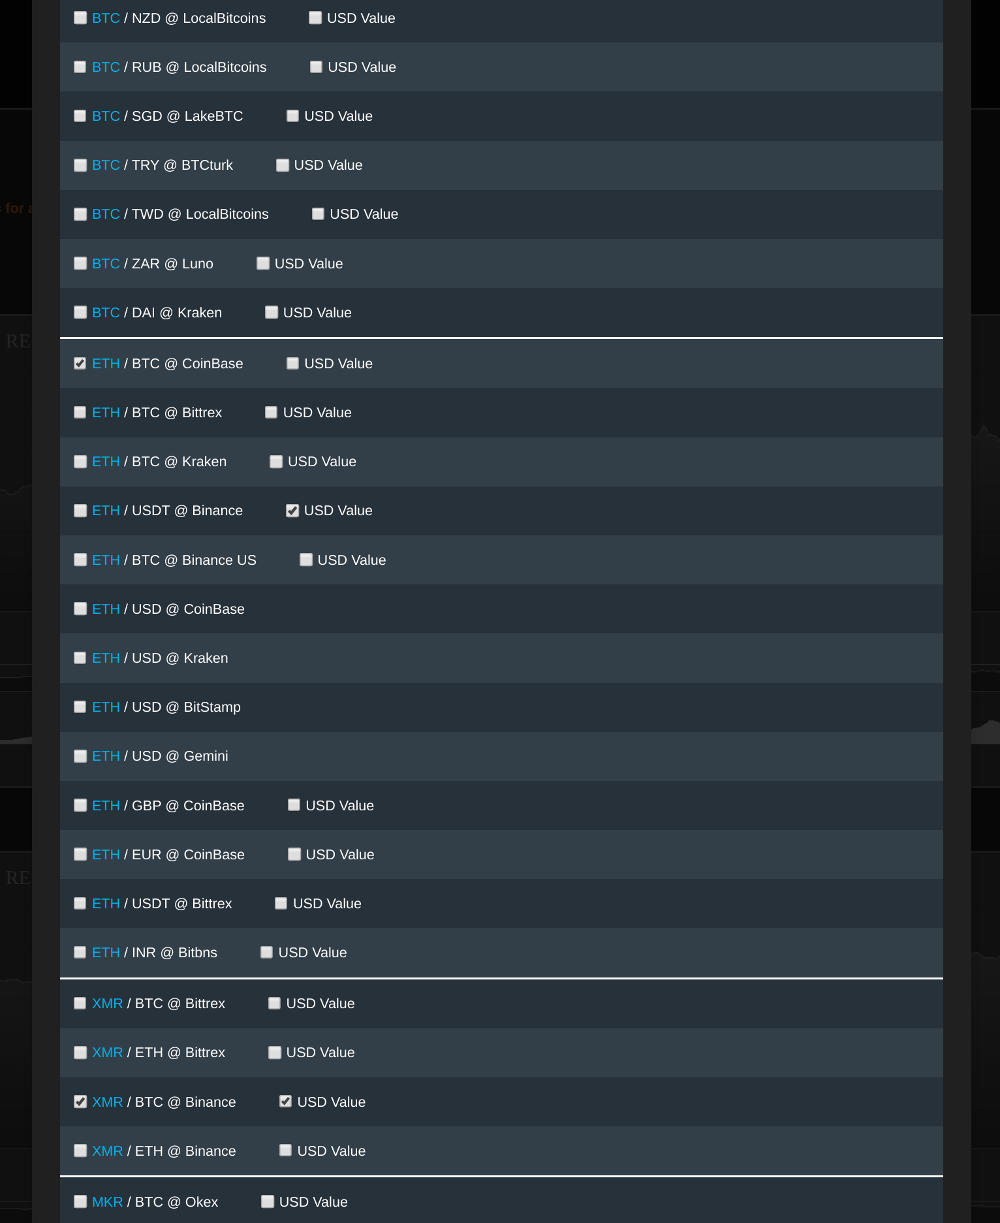 BTC / NZD @ LocalBitcoins USD Value
BTC / RUB @ LocalBitcoins USD Value
BTC / SGD @ LakeBTC USD Value
BTC / TRY @ BTCturk USD Value
BTC / TWD @ LocalBitcoins USD Value
s for a
BTC / ZAR @ Luno USD Value
BTC / DAI @ Kraken USD Value
RE
ETH / BTC @ CoinBase USD Value
ETH / BTC @ Bittrex USD Value
ETH / BTC @ Kraken USD Value
ETH / USDT @ Binance USD Value
ETH / BTC @ Binance US USD Value
ETH / USD @ CoinBase
ETH / USD @ Kraken
ETH / USD @ BitStamp
ETH / USD @ Gemini
ETH / GBP @ CoinBase USD Value
ETH / EUR @ CoinBase USD Value
RE
ETH / USDT @ Bittrex USD Value
ETH / INR @ Bitbns USD Value
XMR / BTC @ Bittrex USD Value
XMR / ETH @ Bittrex USD Value
XMR / BTC @ Binance USD Value
XMR / ETH @ Binance USD Value
MKR / BTC @ Okex USD Value